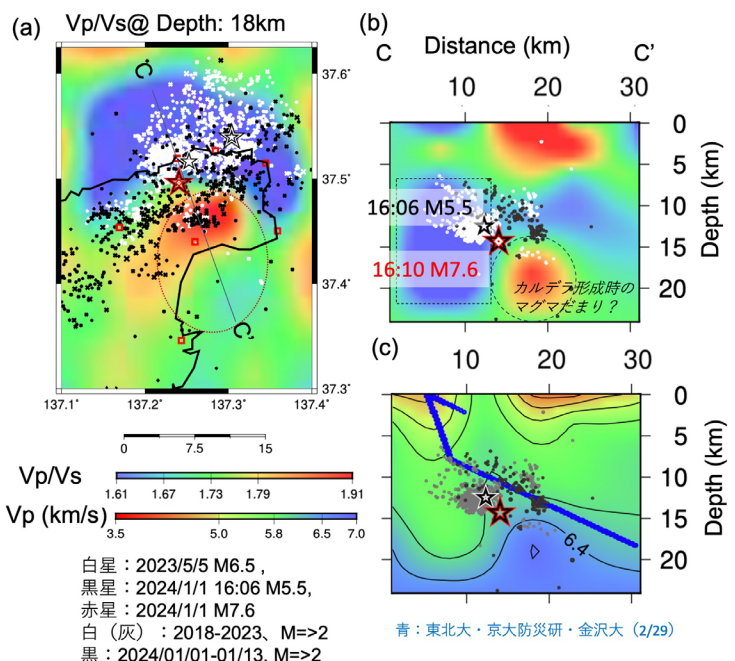 (a) Vp/Vs@ Depth: 18km
C
37.6°
37.5°
37.4°
37.3°
C'
137.1° 137.2° 137.3° 137.4°
0 7.5 15
Vp/Vs
1.61 1.67 1.73 1.79 1.91
Vp (km/s)
3.5 5.0 5.8 6.5 7.0
白星：2023/5/5 M6.5 ,
黒星：2024/1/1 16:06 M5.5,
赤星：2024/1/1 M7.6
白（灰）：2018-2023、M=>2
黒：2024/01/01-01/13, M=>2
(b)
Distance (km)
C C'
10 20 30
0
5
10
15
20
Depth (km)
16:06 M5.5
16:10 M7.6
カルデラ形成時の
マグマだまり？
(c)
10 20 30
0
5
10
15
20
Depth (km)
6.4
青：東北大・京大防災研・金沢大（2/29）